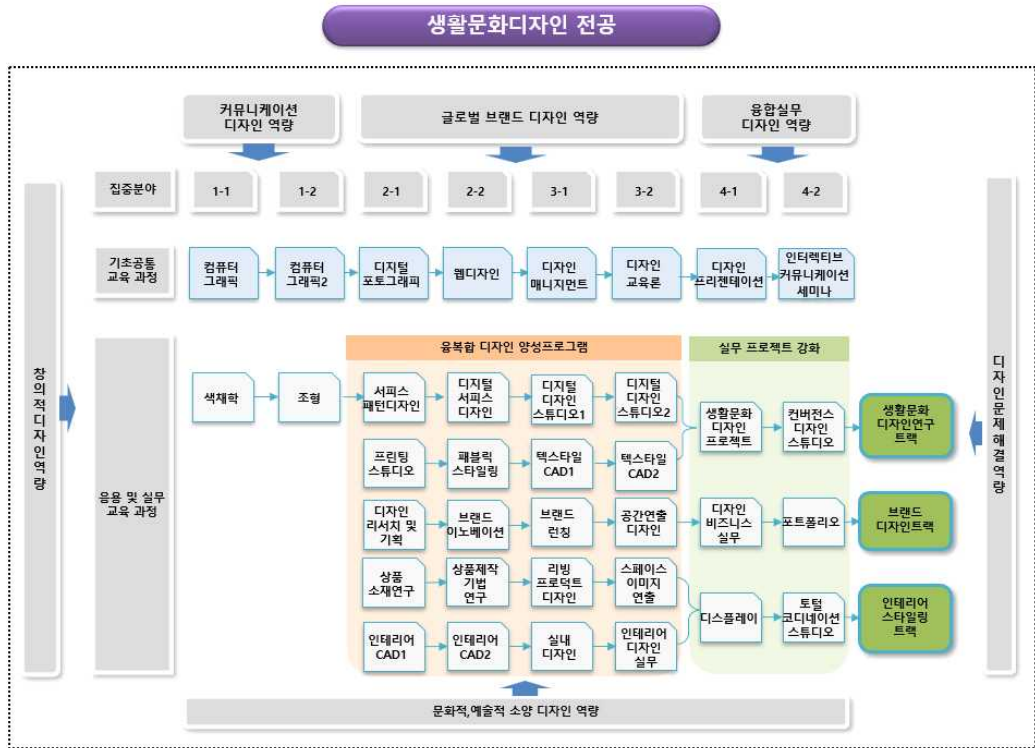 생활문화디자인 전공
커뮤니케이션
디자인 역량
글로벌 브랜드 디자인 역량
융합실무
디자인 역량
집중분야
1-1
1-2
2-1
2-2
3-1
3-2
4-1
4-2
기초공통
교육 과정
컴퓨터
그래픽
컴퓨터
그래픽2
디지털
포토그래피
웹디자인
디자인
매니지먼트
디자인
교육론
디자인
프리젠테이션
인터렉티브
커뮤니케이션
세미나
창의적디자인역량
디자인문제해결역량
응용 및 실무
교육 과정
융복합 디자인 양성프로그램
실무 프로젝트 강화
색채학
조형
서피스
패턴디자인
디지털
서피스
디자인
디지털
디자인
스튜디오1
디지털
디자인
스튜디오2
생활문화
디자인
프로젝트
컨버전스
디자인
스튜디오
생활문화
디자인연구
트랙
프린팅
스튜디오
패블릭
스타일링
텍스타일
CAD1
텍스타일
CAD2
디자인
리서치 및
기획
브랜드
이노베이션
브랜드
런칭
공간연출
디자인
디자인
비즈니스
실무
포트폴리오
브랜드
디자인트랙
상품
소재연구
상품제작
기법
연구
리빙
프로덕트
디자인
스페이스
이미지
연출
디스플레이
토털
코디네이션
스튜디오
인테리어
스타일링
트랙
인테리어
CAD1
인테리어
CAD2
실내
디자인
인테리어
디자인
실무
문화적,예술적 소양 디자인 역량